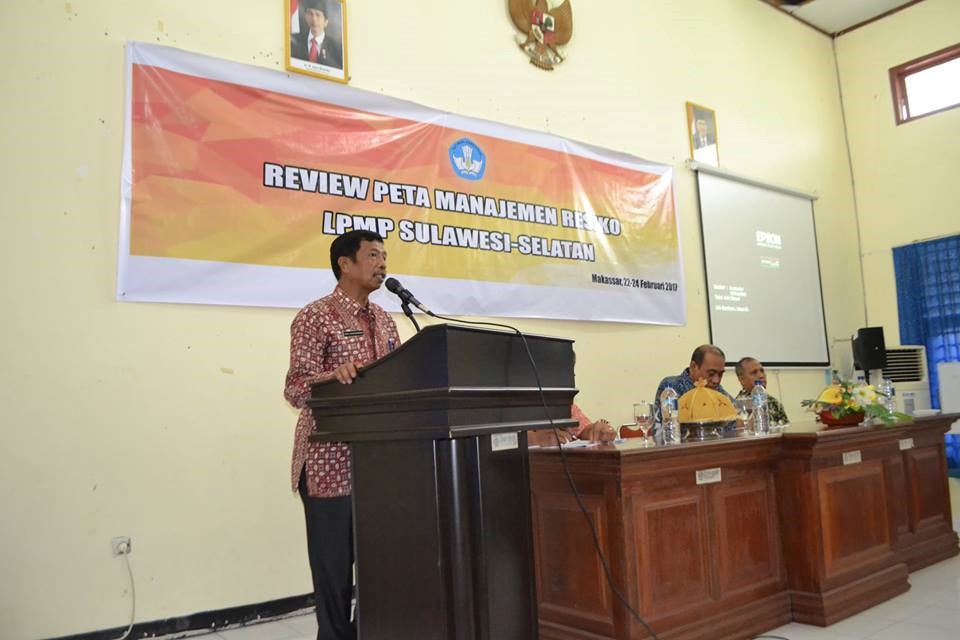 REVIEW PETA MANAJEMEN RESIKO
LPMP SULAWESI-SELATAN
Makassar, 22-24 Februari 2017
EPSON